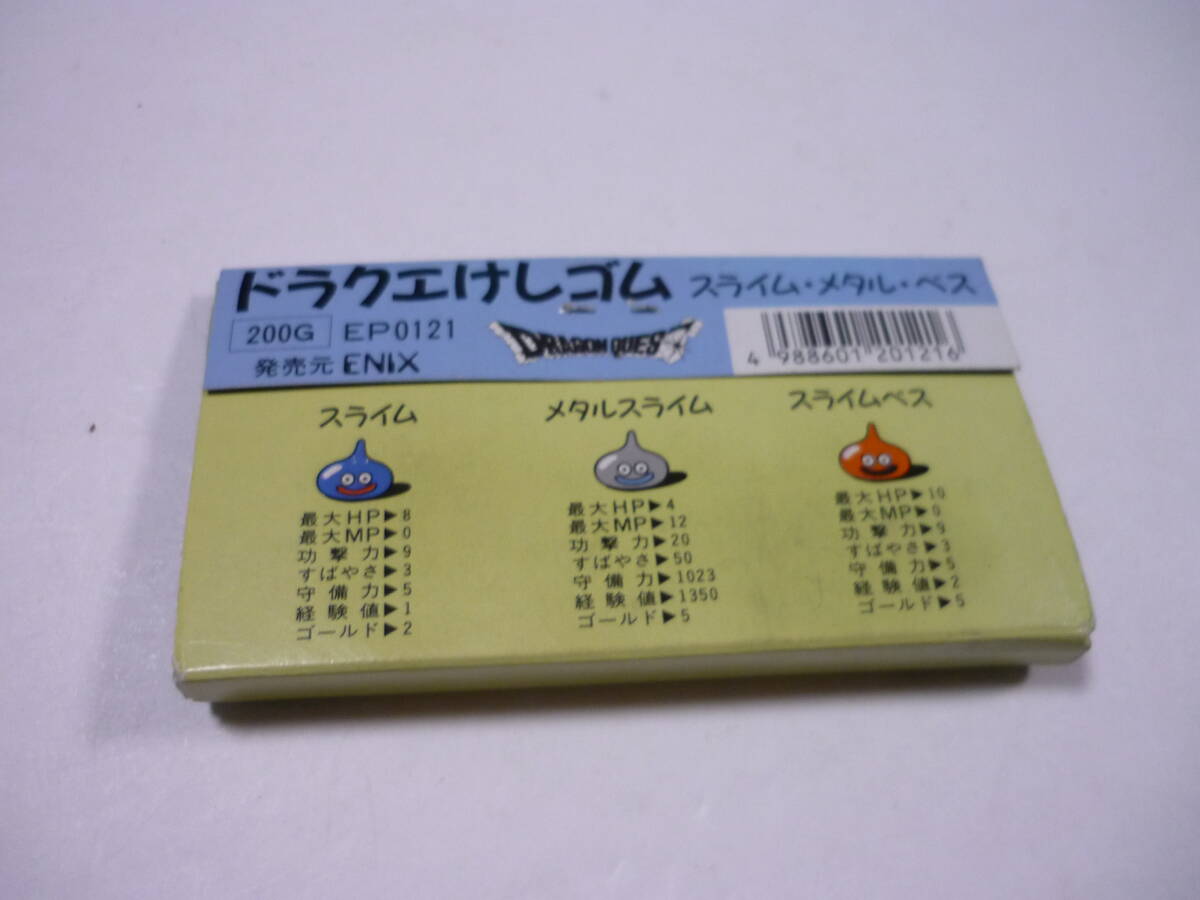 ドラクエけしゴム スライム・メタル・ベス
200G EP0121
発売元 ENIX
DRAGON QUEST
4 988601 201216
スライム
最大HP▶8
最大MP▶0
功撃力▶9
すばやさ▶3
守備力▶5
経験値▶1
ゴールド▶2
メタルスライム
最大HP▶4
最大MP▶12
功撃力▶20
すばやさ▶50
守備力▶1023
経験値▶1350
ゴールド▶5
スライムベス
最大HP▶10
最大MP▶0
功撃力▶9
すばやさ▶3
守備力▶5
経験値▶2
ゴールド▶5